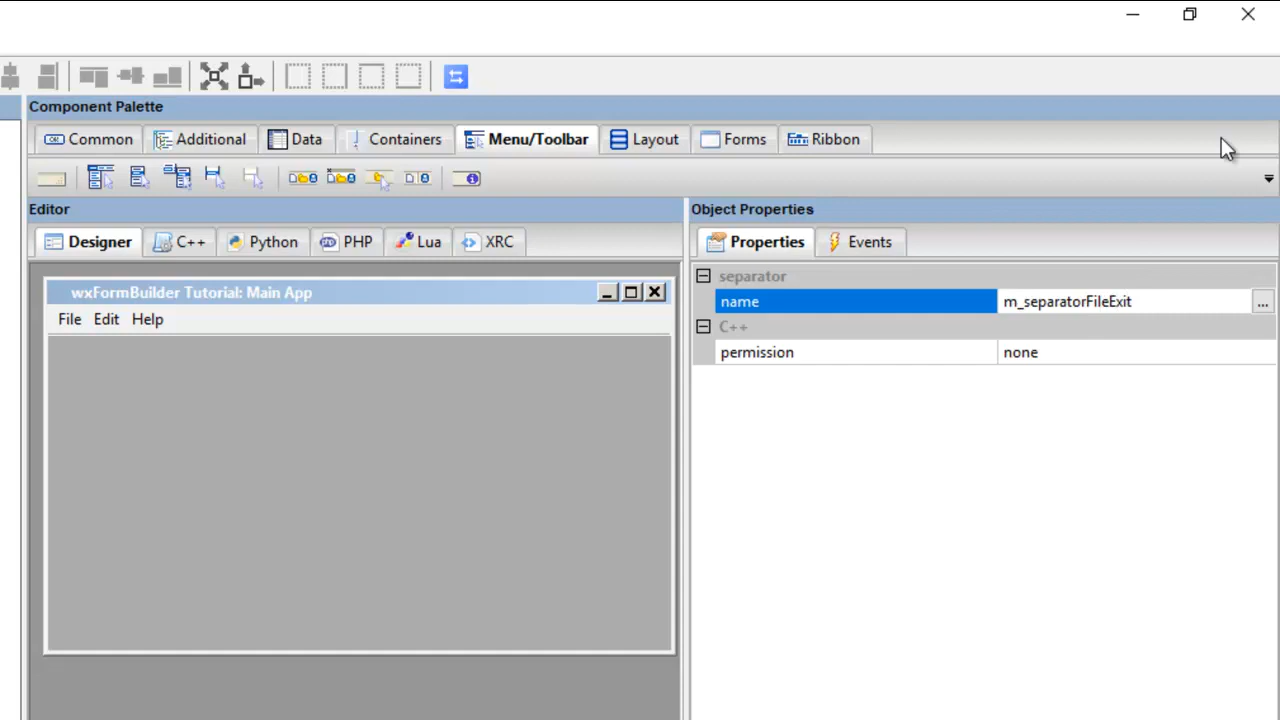 Component Palette
Common Additional Data Containers Menu/Toolbar Layout Forms Ribbon
Editor
Object Properties
Designer C++ Python PHP Lua XRC
Properties Events
separator
wxFormBuilder Tutorial: Main App
name m_separatorFileExit ...
File Edit Help
C++
permission none